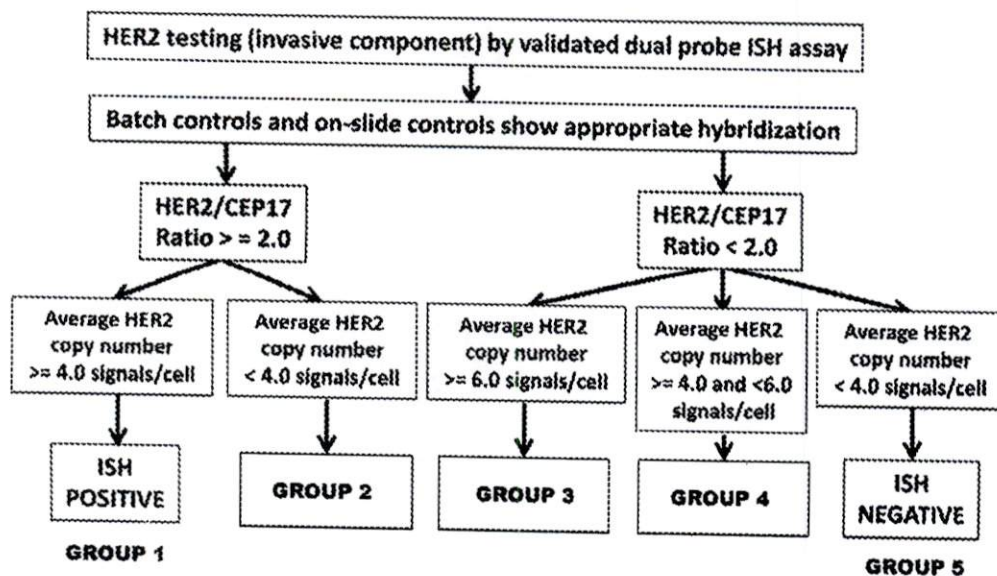 HER2 testing (invasive component) by validated dual probe ISH assay
Batch controls and on-slide controls show appropriate hybridization
HER2/CEP17
Ratio > = 2.0
HER2/CEP17
Ratio < 2.0
Average HER2
copy number
>= 4.0 signals/cell
Average HER2
copy number
< 4.0 signals/cell
Average HER2
copy number
>= 6.0 signals/cell
Average HER2
copy number
>= 4.0 and <6.0
signals/cell
Average HER2
copy number
< 4.0 signals/cell
ISH
POSITIVE
GROUP 1
GROUP 2
GROUP 3
GROUP 4
ISH
NEGATIVE
GROUP 5